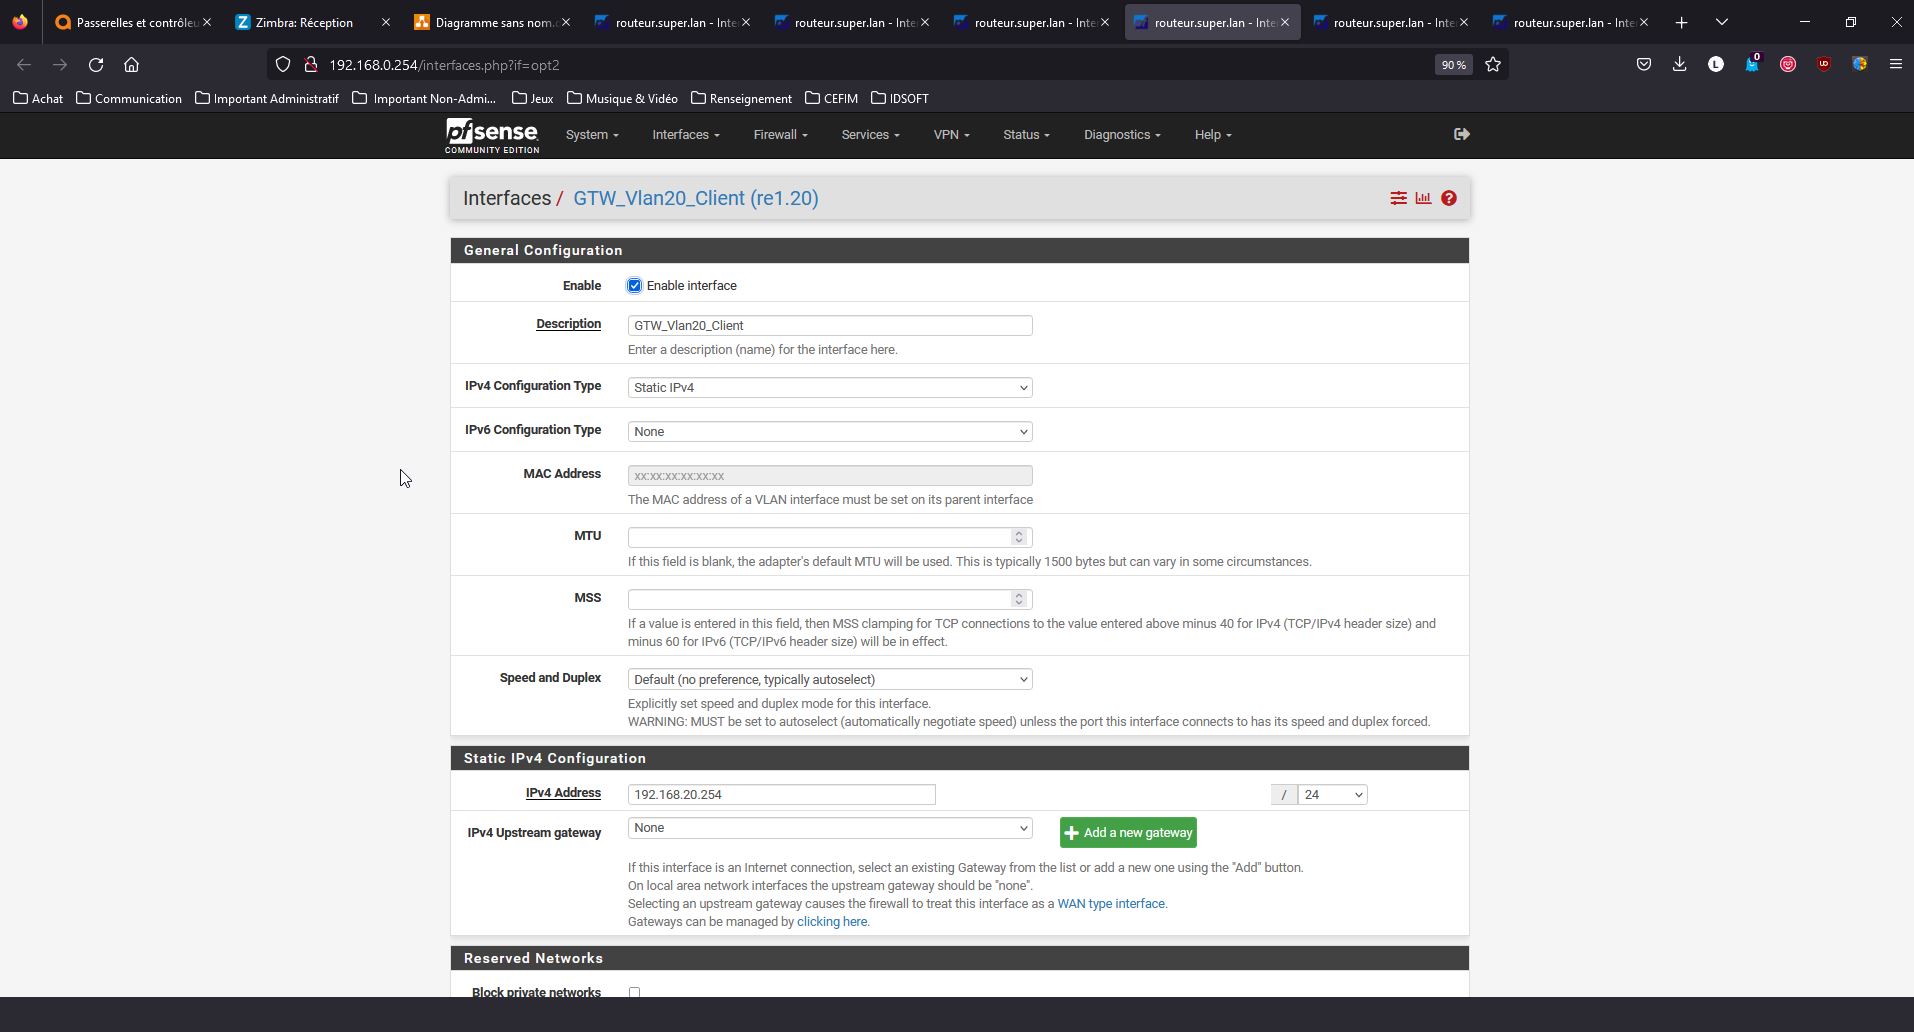 Passerelles et contrôleu
Zimbra: Réception
Diagramme sans nom.c
routeur.super.lan - Inte
routeur.super.lan - Inte
routeur.super.lan - Inte
routeur.super.lan - Inte
routeur.super.lan - Inte
routeur.super.lan - Inte
192.168.0.254/interfaces.php?if=opt2
90 %
0
Achat
Communication
Important Administratif
Important Non-Admi...
Jeux
Musique & Vidéo
Renseignement
CEFIM
IDSOFT
pfsense
COMMUNITY EDITION
System
Interfaces
Firewall
Services
VPN
Status
Diagnostics
Help
Interfaces / GTW_Vlan20_Client (re1.20)
General Configuration
Enable
Enable interface
Description
GTW_Vlan20_Client
Enter a description (name) for the interface here.
IPv4 Configuration Type
Static IPv4
IPv6 Configuration Type
None
MAC Address
xx:xx:xx:xx:xx:xx
The MAC address of a VLAN interface must be set on its parent interface
MTU
If this field is blank, the adapter's default MTU will be used. This is typically 1500 bytes but can vary in some circumstances.
MSS
If a value is entered in this field, then MSS clamping for TCP connections to the value entered above minus 40 for IPv4 (TCP/IPv4 header size) and
minus 60 for IPv6 (TCP/IPv6 header size) will be in effect.
Speed and Duplex
Default (no preference, typically autoselect)
Explicitly set speed and duplex mode for this interface.
WARNING: MUST be set to autoselect (automatically negotiate speed) unless the port this interface connects to has its speed and duplex forced.
Static IPv4 Configuration
IPv4 Address
192.168.20.254
/ 24
IPv4 Upstream gateway
None
Add a new gateway
If this interface is an Internet connection, select an existing Gateway from the list or add a new one using the "Add" button.
On local area network interfaces the upstream gateway should be "none".
Selecting an upstream gateway causes the firewall to treat this interface as a WAN type interface.
Gateways can be managed by clicking here.
Reserved Networks
Block private networks